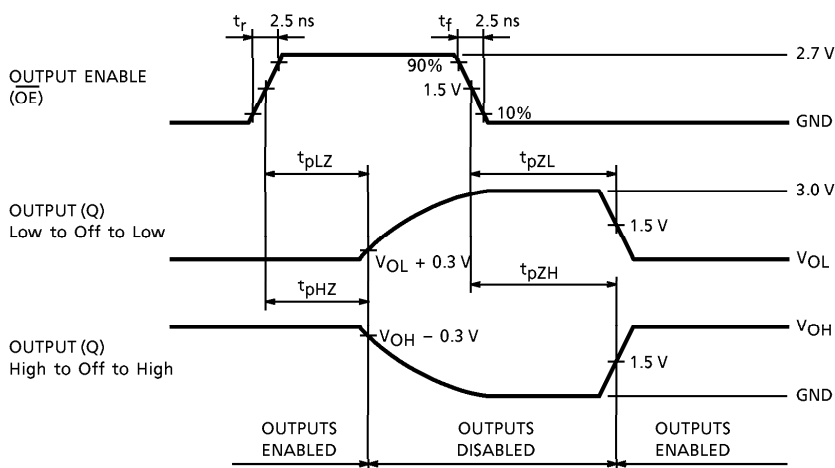 tr 2.5 ns tf 2.5 ns
OUTPUT ENABLE
(O̅E̅)
90%
1.5 V
10%
2.7 V
GND
tpLZ
tpZL
OUTPUT (Q)
Low to Off to Low
3.0 V
1.5 V
VOL + 0.3 V
VOL
tpHZ
tpZH
OUTPUT (Q)
High to Off to High
VOH − 0.3 V
VOH
1.5 V
GND
OUTPUTS
ENABLED
OUTPUTS
DISABLED
OUTPUTS
ENABLED